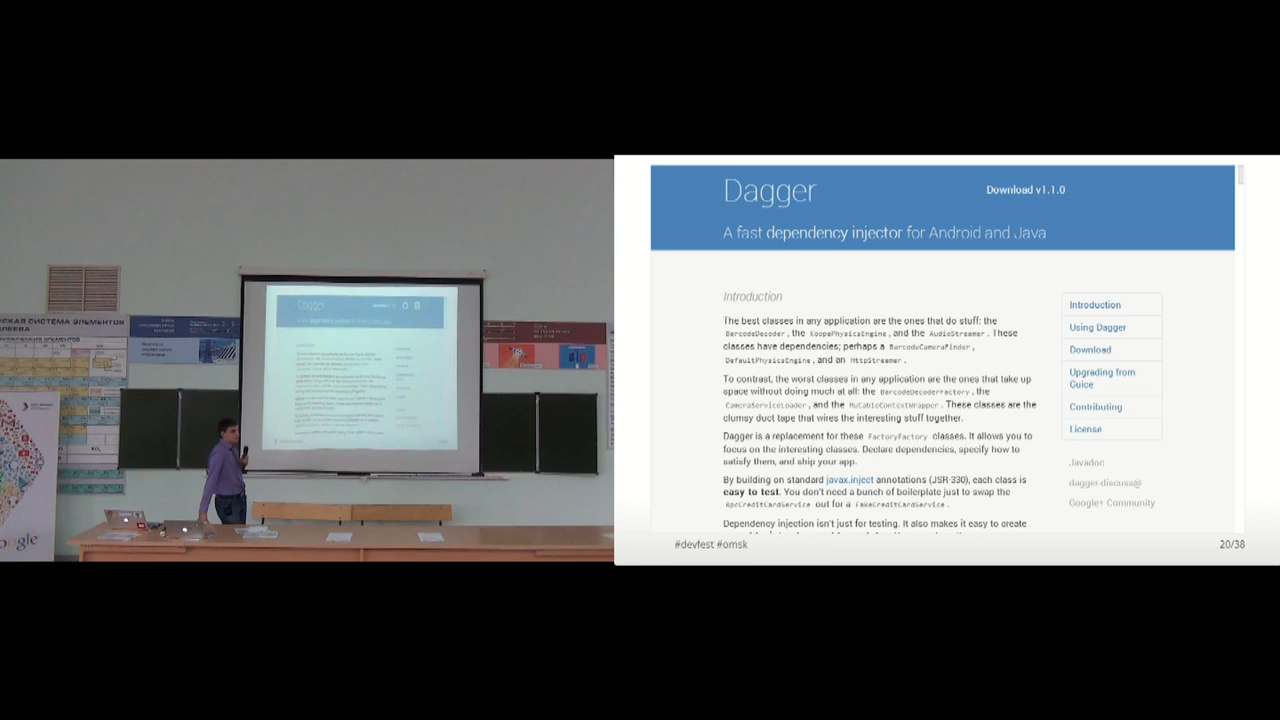 СКАЯ СИСТЕМА ЭЛЕМЕНТОВ
ЛЕЕВА
Dagger
oogle
Dagger
Download v1.1.0
A fast dependency injector for Android and Java
Introduction
The best classes in any application are the ones that do stuff: the
BarcodeDecoder, the KoopaPhysicsEngine, and the AudioStreamer. These
classes have dependencies; perhaps a BarcodeCameraFinder,
DefaultPhysicsEngine, and an HttpStreamer.
To contrast, the worst classes in any application are the ones that take up
space without doing much at all: the BarcodeDecoderFactory, the
CameraServiceLoader, and the MutableContextWrapper. These classes are the
clumsy duct tape that wires the interesting stuff together.
Dagger is a replacement for these FactoryFactory classes. It allows you to
focus on the interesting classes. Declare dependencies, specify how to
satisfy them, and ship your app.
By building on standard javax.inject annotations (JSR-330), each class is
easy to test. You don't need a bunch of boilerplate just to swap the
RpcCreditCardService out for a FakeCreditCardService.
Dependency injection isn't just for testing. It also makes it easy to create
Introduction
Using Dagger
Download
Upgrading from
Guice
Contributing
License
Javadoc
dagger-discuss@
Google+ Community
#devfest #omsk
20/38